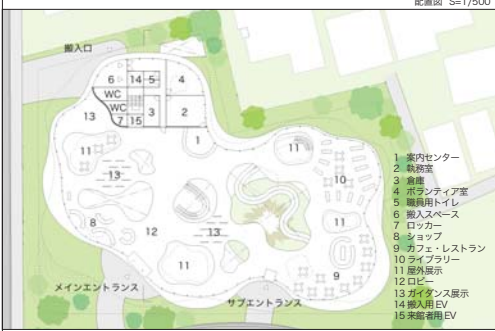 配置図 S=1/500
搬入口
6 14 5 4
WC
WC
13 3 2
7 15
1
11
11
13
10
8
12
13
11
11
9
メインエントランス
サブエントランス
1 案内センター
2 執務室
3 倉庫
4 ボランティア室
5 職員用トイレ
6 搬入スペース
7 ロッカー
8 ショップ
9 カフェ・レストラン
10 ライブラリー
11 屋外展示
12 ロビー
13 ガイダンス展示
14 搬入用EV
15 来館者用EV